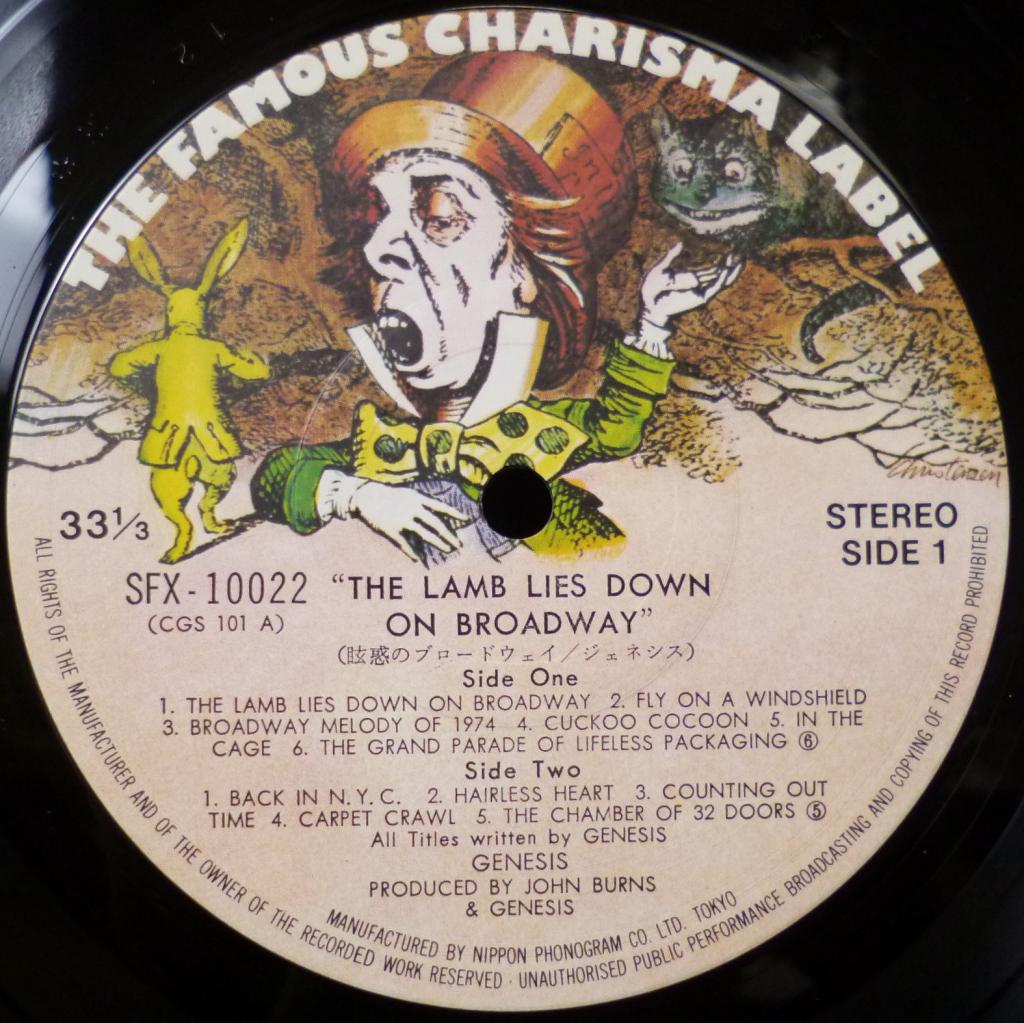 THE FAMOUS CHARISMA LABEL
Christensen
33⅓
STEREO
SIDE 1
SFX-10022
(CGS 101 A)
"THE LAMB LIES DOWN
ON BROADWAY"
(眩惑のブロードウェイ/ジェネシス)
Side One
1. THE LAMB LIES DOWN ON BROADWAY 2. FLY ON A WINDSHIELD
3. BROADWAY MELODY OF 1974 4. CUCKOO COCOON 5. IN THE
CAGE 6. THE GRAND PARADE OF LIFELESS PACKAGING ⑥
Side Two
1. BACK IN N.Y.C. 2. HAIRLESS HEART 3. COUNTING OUT
TIME 4. CARPET CRAWL 5. THE CHAMBER OF 32 DOORS ⑤
All Titles written by GENESIS
GENESIS
PRODUCED BY JOHN BURNS
& GENESIS
MANUFACTURED BY NIPPON PHONOGRAM CO. LTD. TOKYO
ALL RIGHTS OF THE MANUFACTURER AND OF THE OWNER OF THE RECORDED WORK RESERVED · UNAUTHORISED PUBLIC PERFORMANCE BROADCASTING AND COPYING OF THIS RECORD PROHIBITED